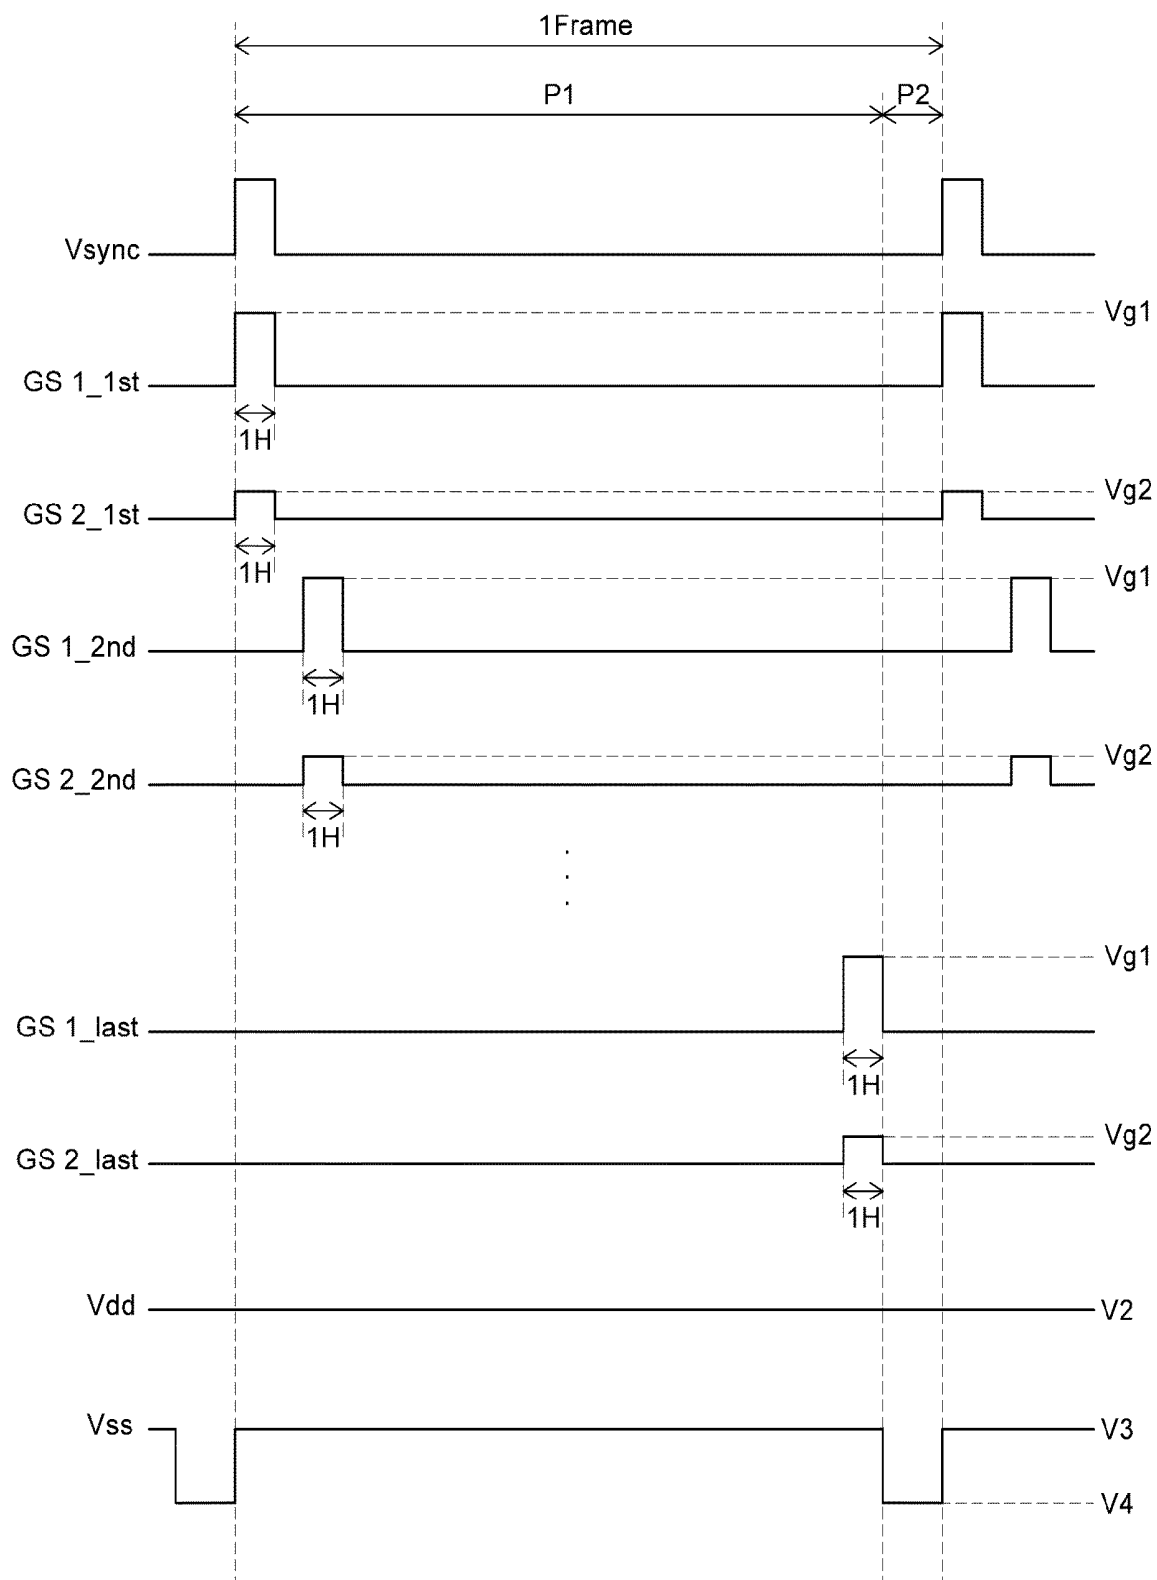 1Frame
P1
P2
Vsync
Vg1
GS 1_1st
1H
Vg2
GS 2_1st
1H
Vg1
GS 1_2nd
1H
Vg2
GS 2_2nd
1H
Vg1
GS 1_last
1H
Vg2
GS 2_last
1H
Vdd
V2
Vss
V3
V4